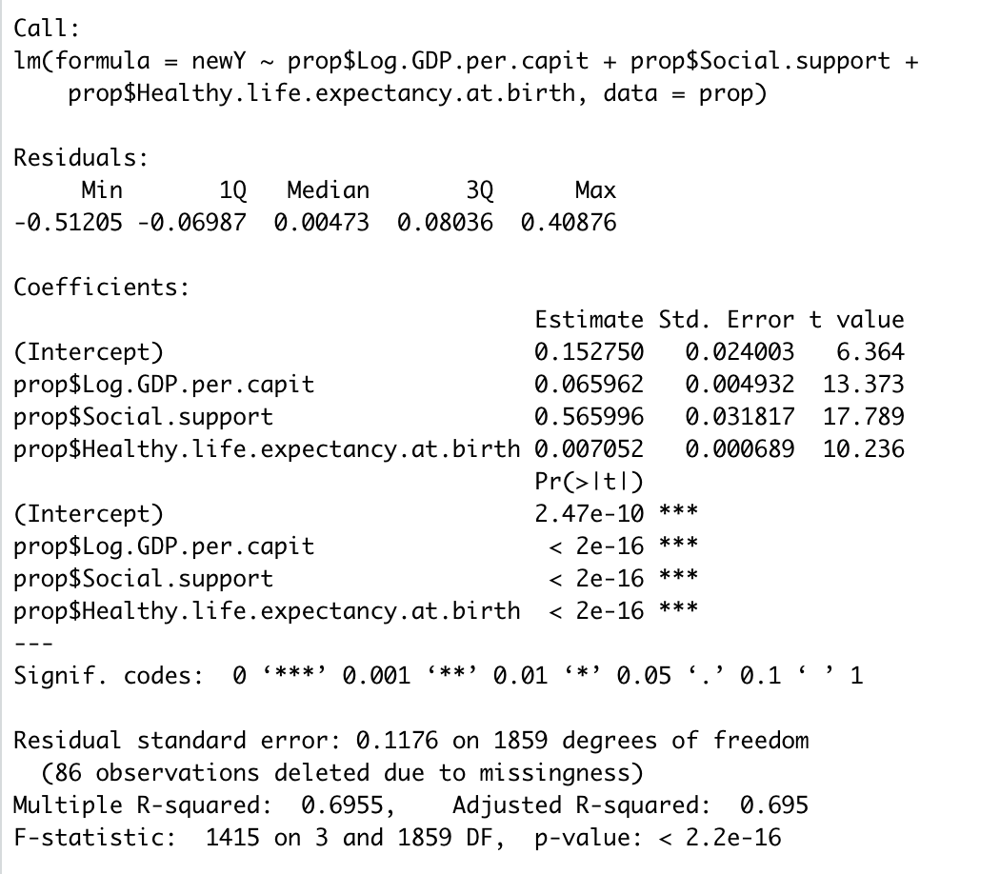 Call:
lm(formula = newY ~ prop$Log.GDP.per.capit + prop$Social.support +
    prop$Healthy.life.expectancy.at.birth, data = prop)
Residuals:
     Min       1Q   Median       3Q      Max
-0.51205 -0.06987  0.00473  0.08036  0.40876
Coefficients:
                                      Estimate Std. Error t value
(Intercept)                           0.152750   0.024003   6.364
prop$Log.GDP.per.capit                0.065962   0.004932  13.373
prop$Social.support                   0.565996   0.031817  17.789
prop$Healthy.life.expectancy.at.birth 0.007052   0.000689  10.236
                                      Pr(>|t|)
(Intercept)                           2.47e-10 ***
prop$Log.GDP.per.capit                 < 2e-16 ***
prop$Social.support                    < 2e-16 ***
prop$Healthy.life.expectancy.at.birth  < 2e-16 ***
---
Signif. codes:  0 ‘***’ 0.001 ‘**’ 0.01 ‘*’ 0.05 ‘.’ 0.1 ‘ ’ 1
Residual standard error: 0.1176 on 1859 degrees of freedom
  (86 observations deleted due to missingness)
Multiple R-squared:  0.6955,    Adjusted R-squared:  0.695
F-statistic:  1415 on 3 and 1859 DF,  p-value: < 2.2e-16